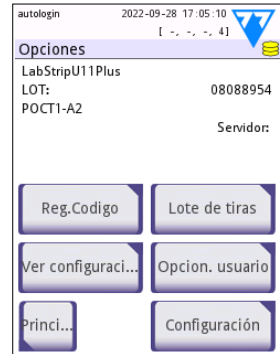 autologin 2022-09-28 17:05:10
[ -, -, -, 4]
Opciones
LabStripU11Plus
LOT: 08088954
POCT1-A2
Servidor:
Reg.Codigo Lote de tiras
Ver configuraci... Opcion. usuario
Princi... Configuración